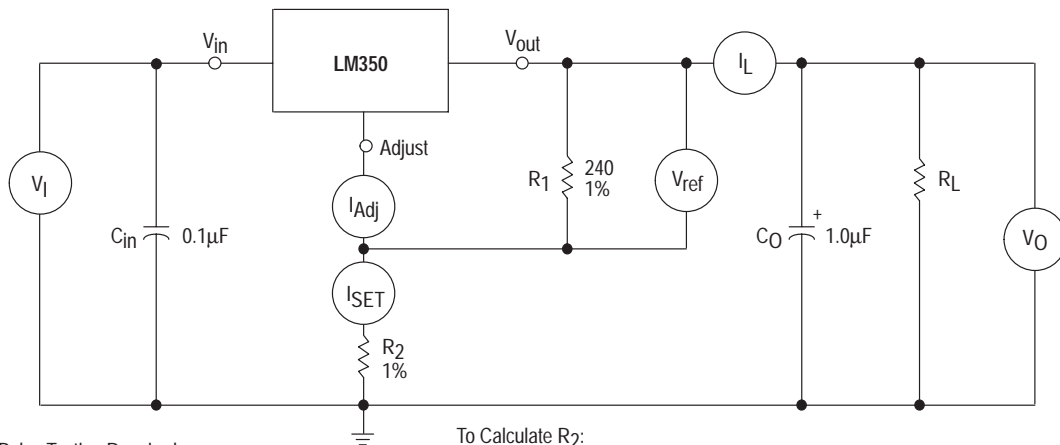 Vin
LM350
Vout
IL
Adjust
VI
Cin
0.1µF
IAdj
R1
240
1%
Vref
CO
+
1.0µF
RL
VO
ISET
R2
1%
To Calculate R2: